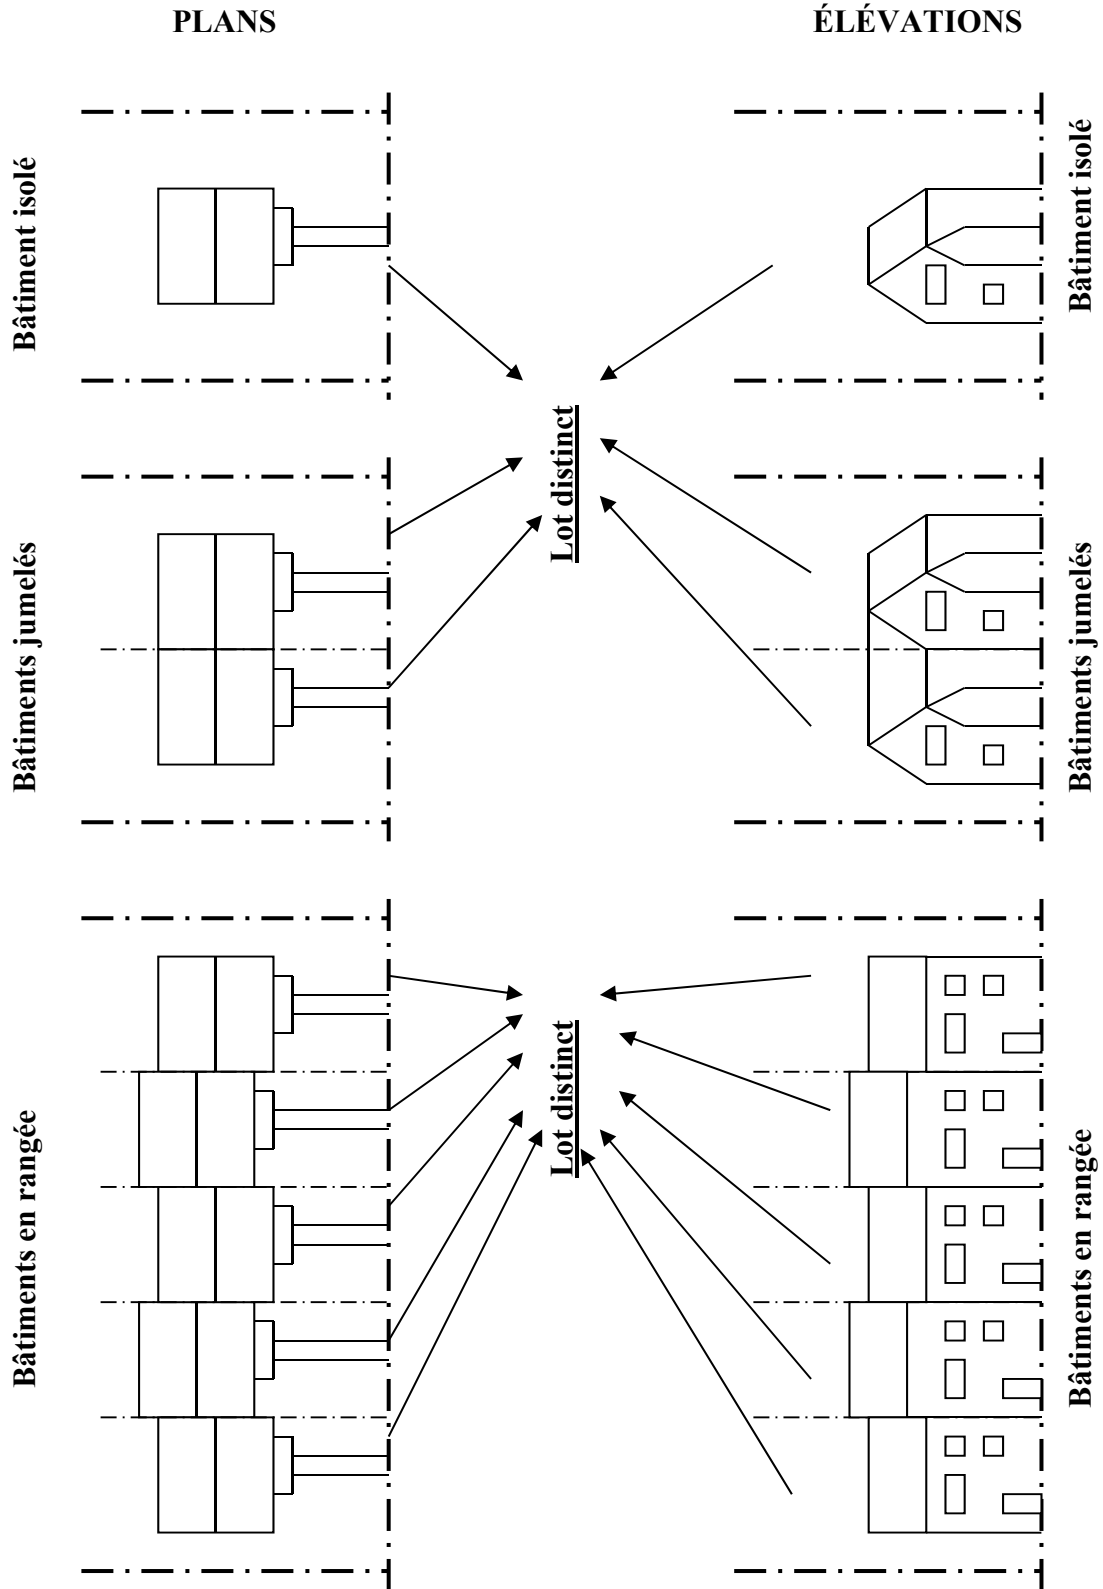 PLANS
ÉLÉVATIONS
Bâtiment isolé
Bâtiment isolé
Lot distinct
Bâtiments jumelés
Bâtiments jumelés
Lot distinct
Bâtiments en rangée
Bâtiments en rangée